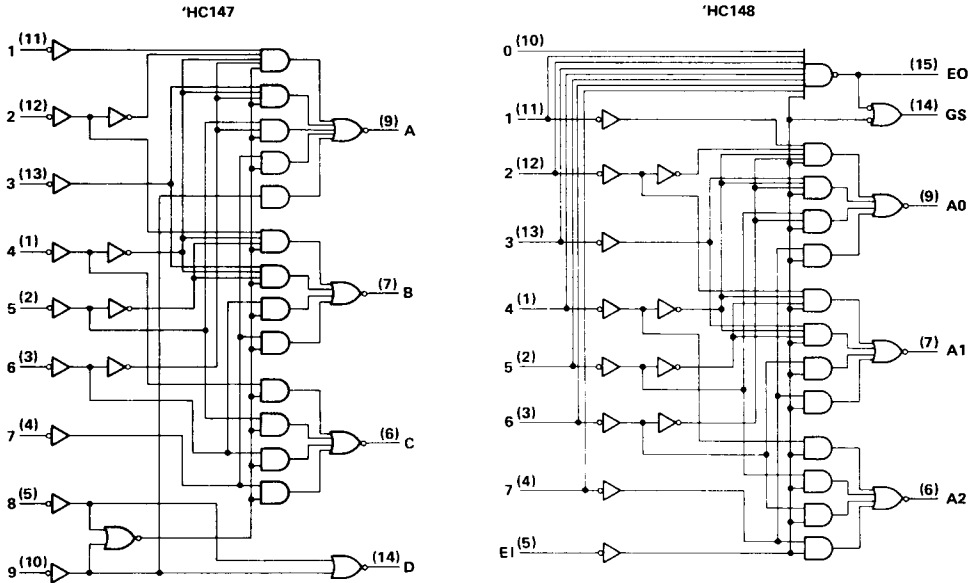 'HC147
1 (11)
2 (12)
3 (13)
4 (1)
5 (2)
6 (3)
7 (4)
8 (5)
9 (10)
(9) A
(7) B
(6) C
(14) D
'HC148
0 (10)
1 (11)
2 (12)
3 (13)
4 (1)
5 (2)
6 (3)
7 (4)
EI (5)
(15) EO
(14) GS
(9) A0
(7) A1
(6) A2